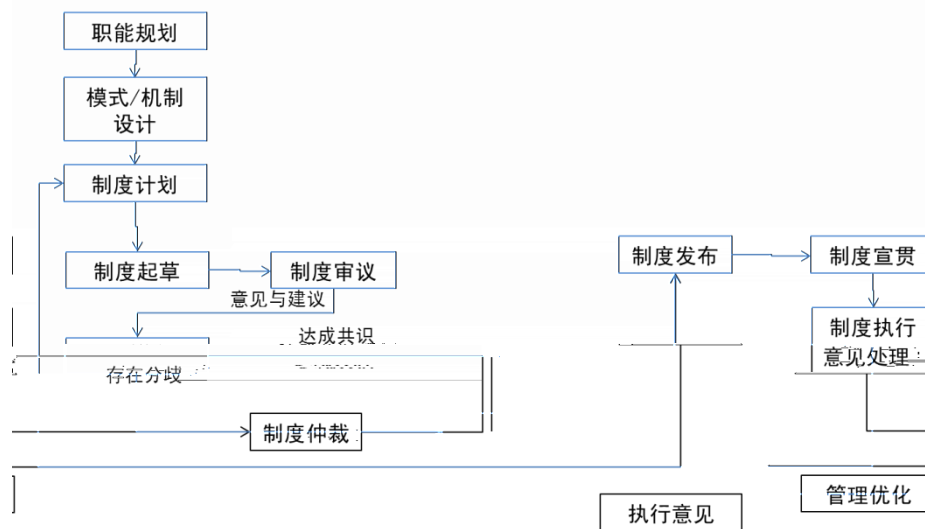 职能规划
模式/机制
设计
制度计划
制度起草
制度审议
制度发布
制度宣贯
意见与建议
达成共识
制度执行
意见处理
存在分歧
制度仲裁
管理优化
执行意见